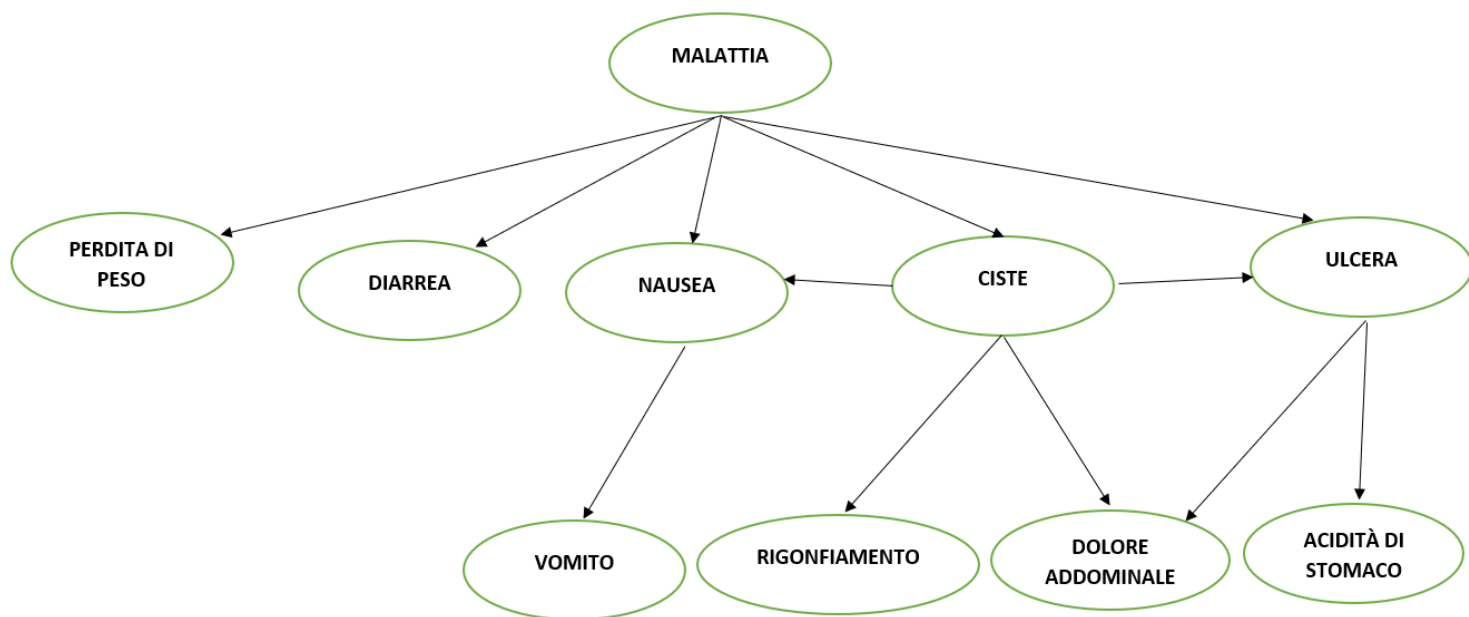 MALATTIA
PERDITA DI
PESO
DIARREA
NAUSEA
CISTE
ULCERA
VOMITO
RIGONFIAMENTO
DOLORE
ADDOMINALE
ACIDITÀ DI
STOMACO